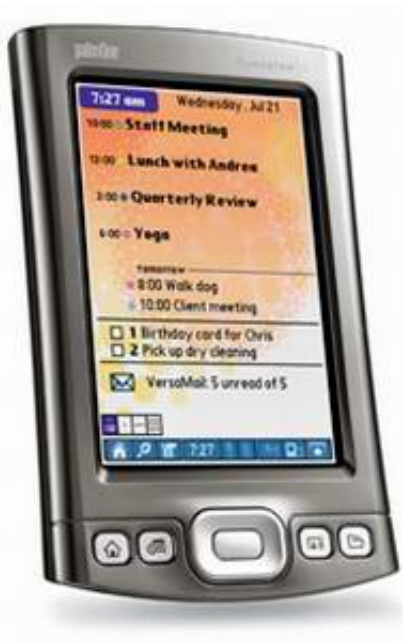 palmOne
7:27 am Wednesday, Jul 21
10:00 Staff Meeting
12:00 Lunch with Andrea
2:00 Quarterly Review
6:00 Yoga
Tomorrow
8:00 Walk dog
10:00 Client meeting
1 Birthday card for Chris
2 Pick up dry cleaning
VersaMail: 5 unread of 5
7:27